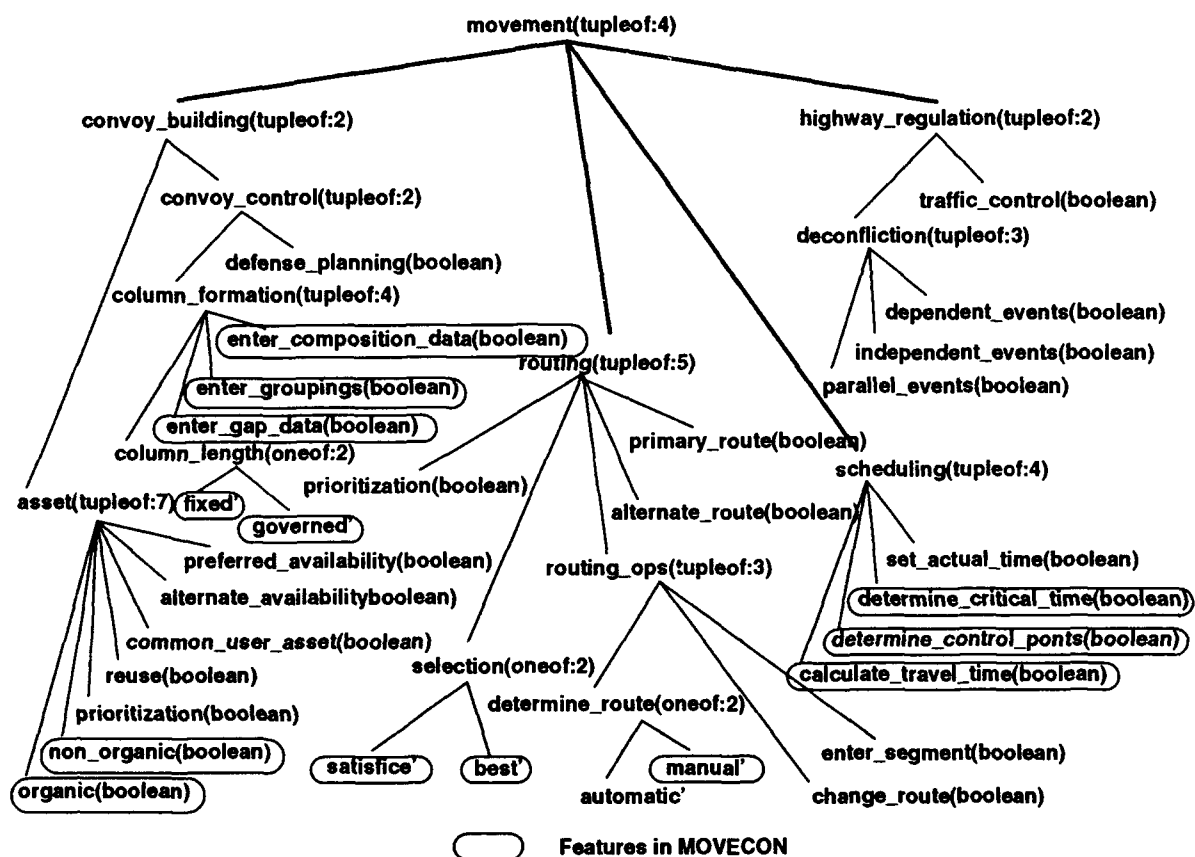 movement(tupleof:4)
convoy_building(tupleof:2)
highway_regulation(tupleof:2)
convoy_control(tupleof:2)
traffic_control(boolean)
deconfliction(tupleof:3)
defense_planning(boolean)
column_formation(tupleof:4)
dependent_events(boolean)
enter_composition_data(boolean)
independent_events(boolean)
routing(tupleof:5)
enter_groupings(boolean)
parallel_events(boolean)
enter_gap_data(boolean)
primary_route(boolean)
column_length(oneof:2)
scheduling(tupleof:4)
prioritization(boolean)
asset(tupleof:7)
fixed'
governed'
alternate_route(boolean)
preferred_availability(boolean)
routing_ops(tupleof:3)
set_actual_time(boolean)
alternate_availabilityboolean)
determine_critical_time(boolean)
common_user_asset(boolean)
determine_control_ponts(boolean)
selection(oneof:2)
reuse(boolean)
calculate_travel_time(boolean)
determine_route(oneof:2)
prioritization(boolean)
non_organic(boolean)
enter_segment(boolean)
satisfice'
best'
manual'
organic(boolean)
automatic'
change_route(boolean)
Features in MOVECON